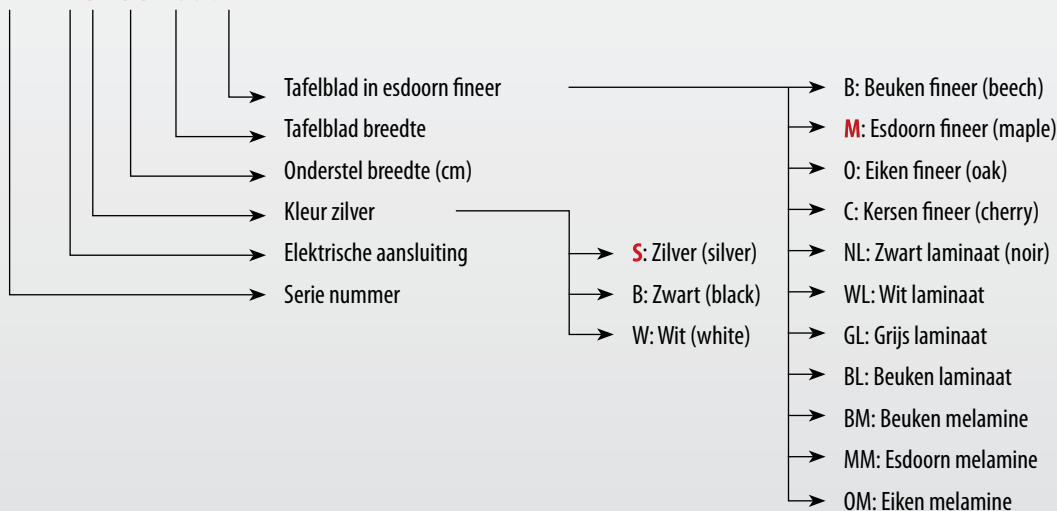 Tafelblad in esdoorn fineer
Tafelblad breedte
Onderstel breedte (cm)
Kleur zilver
Elektrische aansluiting
Serie nummer
S: Zilver (silver)
B: Zwart (black)
W: Wit (white)
B: Beuken fineer (beech)
M: Esdoorn fineer (maple)
O: Eiken fineer (oak)
C: Kersen fineer (cherry)
NL: Zwart laminaat (noir)
WL: Wit laminaat
GL: Grijs laminaat
BL: Beuken laminaat
BM: Beuken melamine
MM: Esdoorn melamine
OM: Eiken melamine